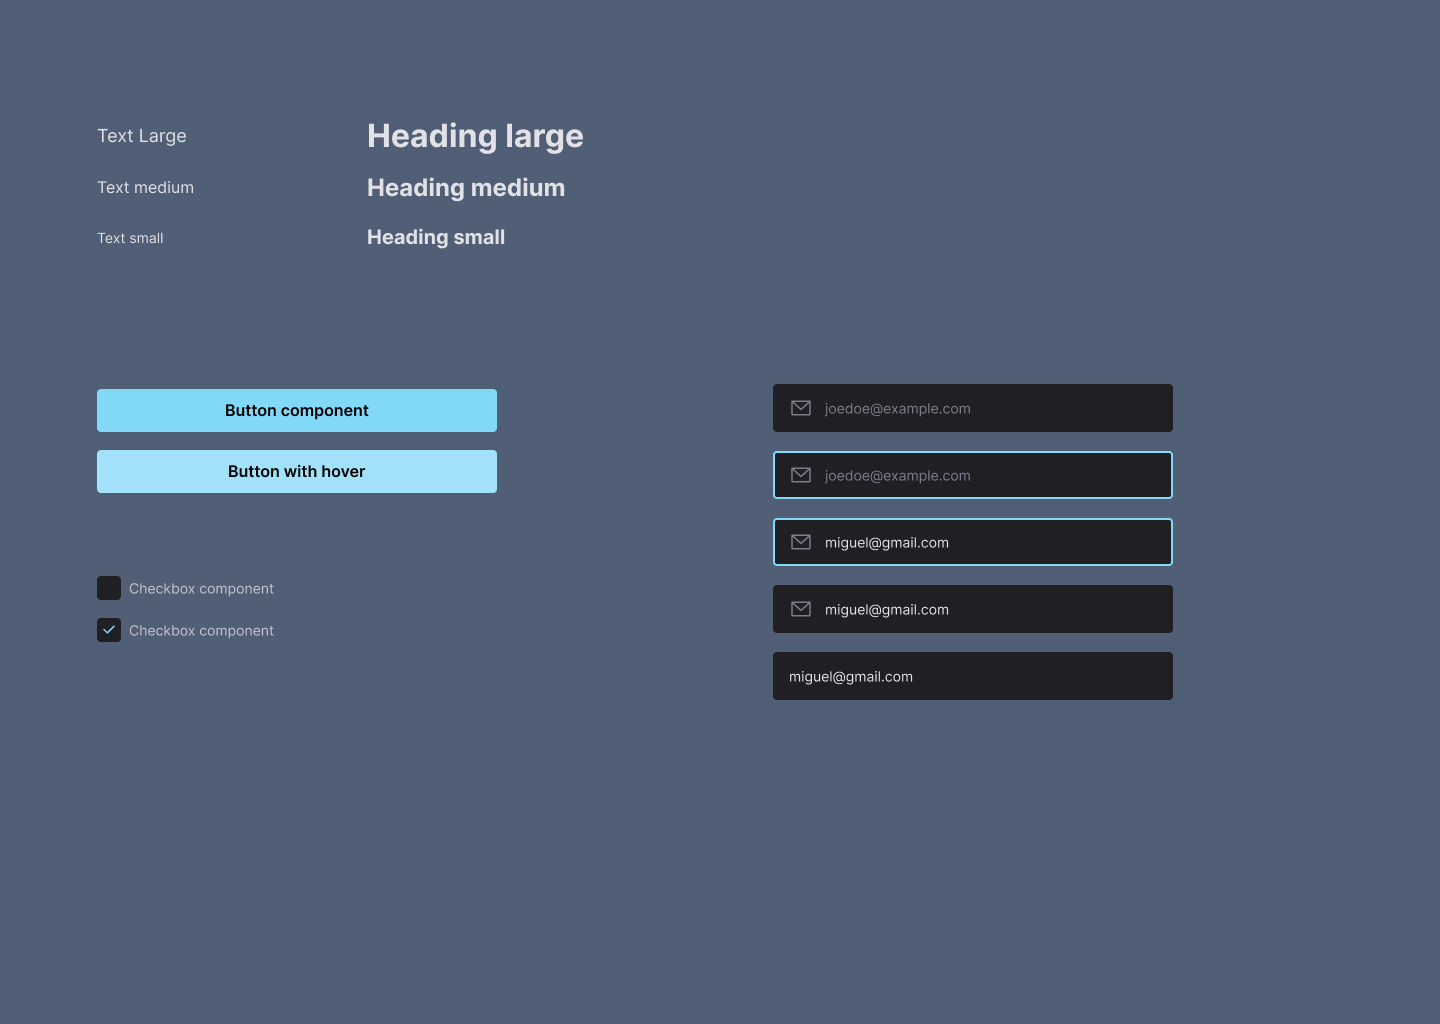 Text Large
Heading large
Text medium
Heading medium
Text small
Heading small
Button component
Button with hover
Checkbox component
Checkbox component
joedoe@example.com
joedoe@example.com
miguel@gmail.com
miguel@gmail.com
miguel@gmail.com